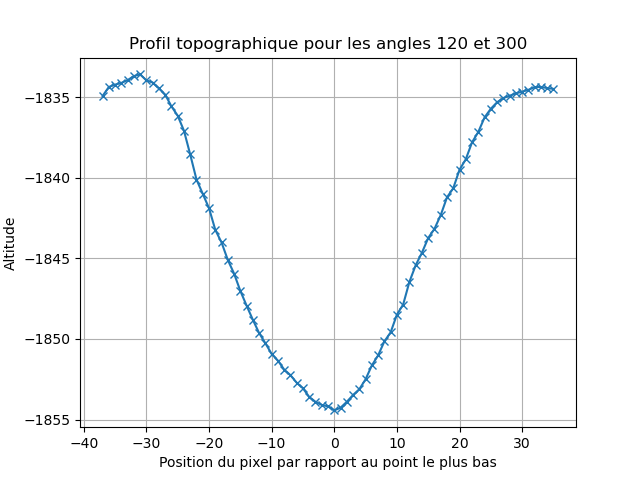 Profil topographique pour les angles 120 et 300
−1835
−1840
−1845
−1850
−1855
Altitude
−40 −30 −20 −10 0 10 20 30
Position du pixel par rapport au point le plus bas